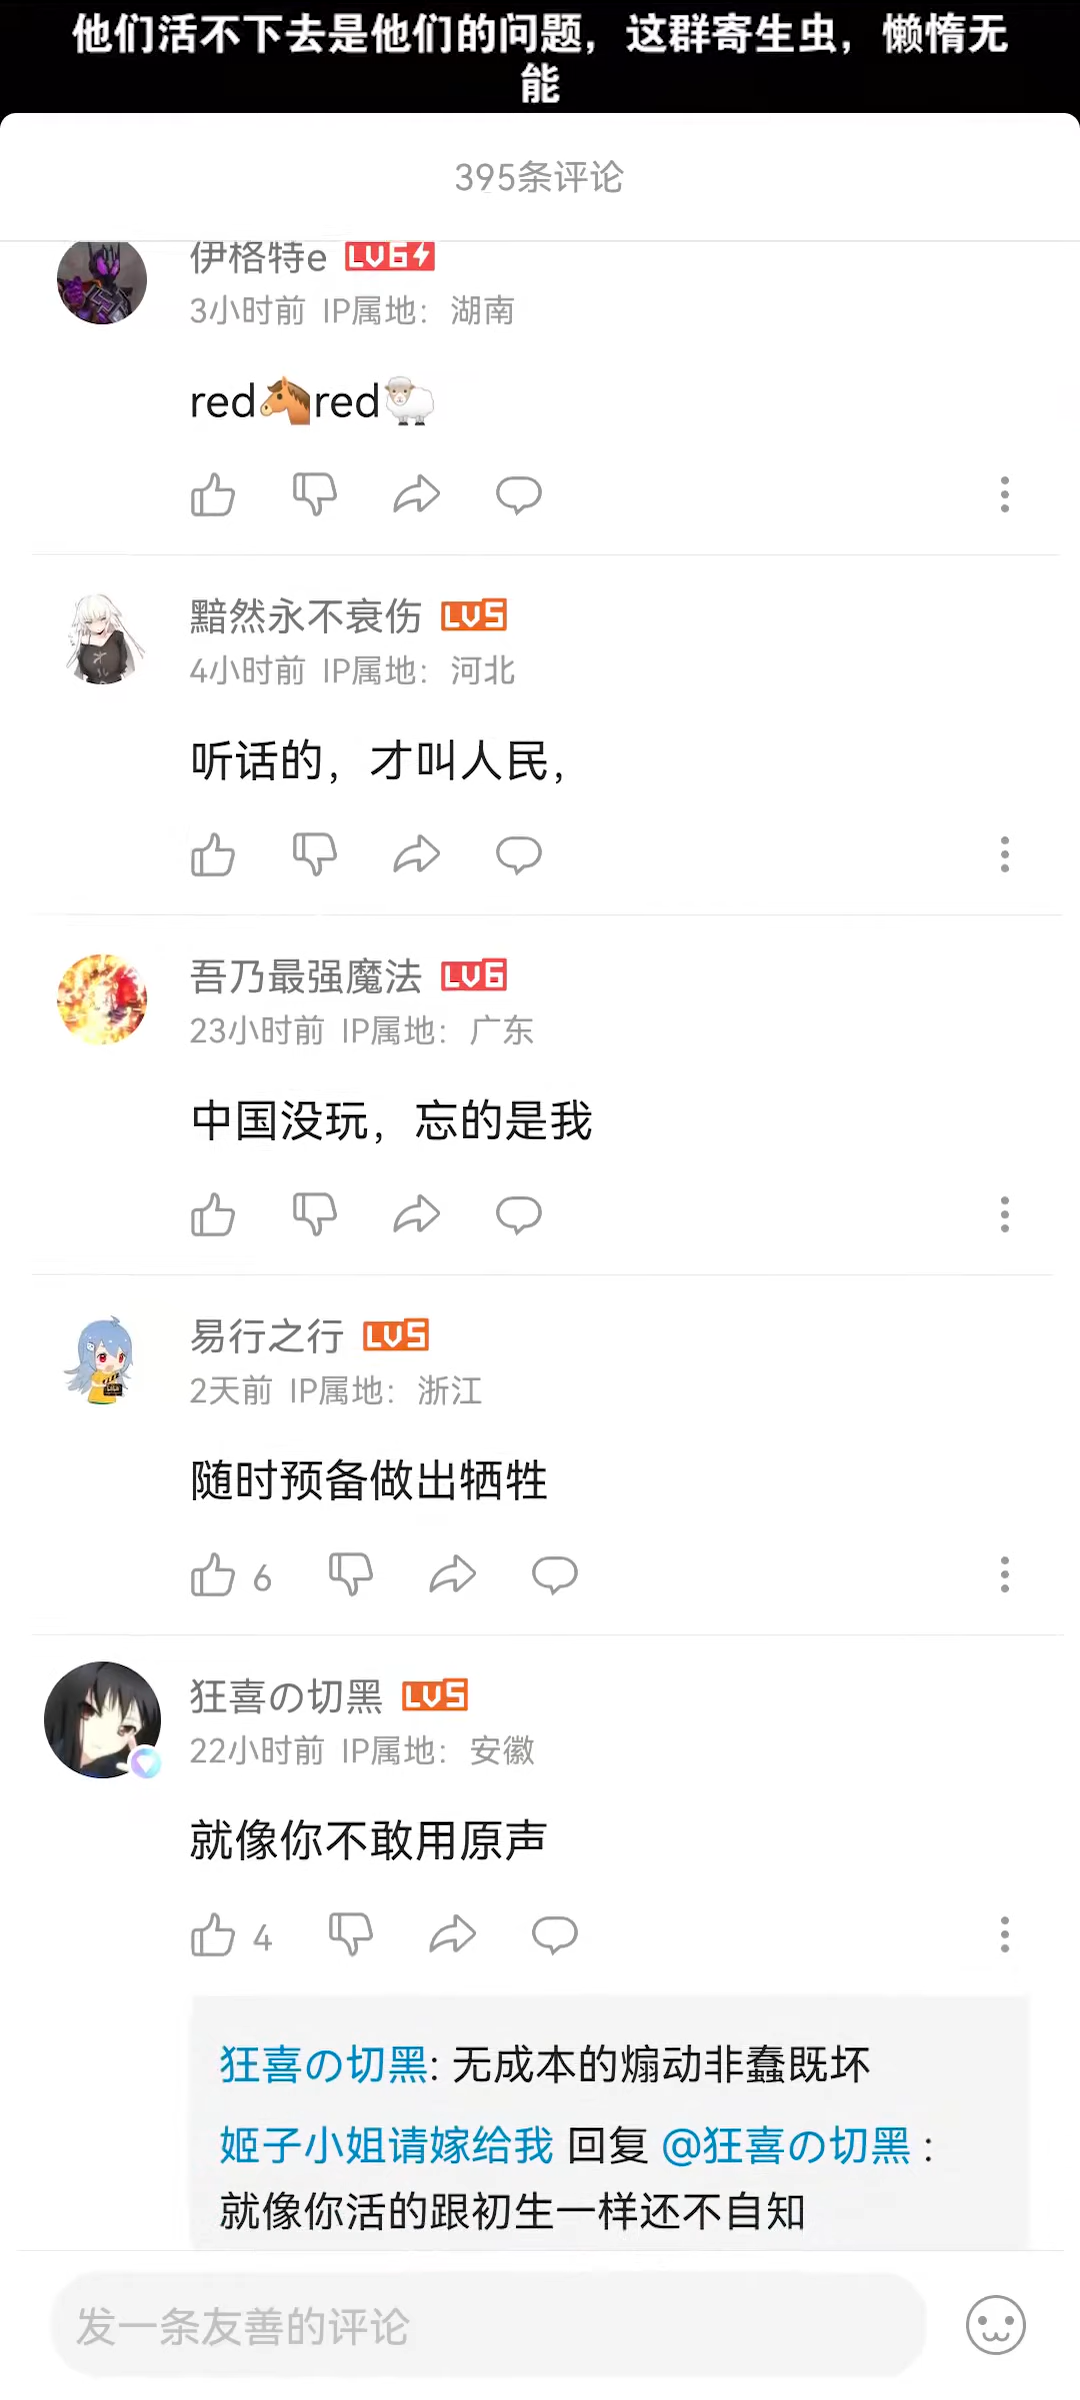 他们活不下去是他们的问题，这群寄生虫，懒惰无
能
395条评论
伊格特e LV6
3小时前 IP属地：湖南
red🐴red🐑
黯然永不衰伤 LV5
4小时前 IP属地：河北
听话的，才叫人民，
吾乃最强魔法 LV6
23小时前 IP属地：广东
中国没玩，忘的是我
易行之行 LV5
2天前 IP属地：浙江
随时预备做出牺牲
6
狂喜の切黑 LV5
22小时前 IP属地：安徽
就像你不敢用原声
4
狂喜の切黑: 无成本的煽动非蠢既坏
姬子小姐请嫁给我 回复 @狂喜の切黑 :
就像你活的跟初生一样还不自知
发一条友善的评论